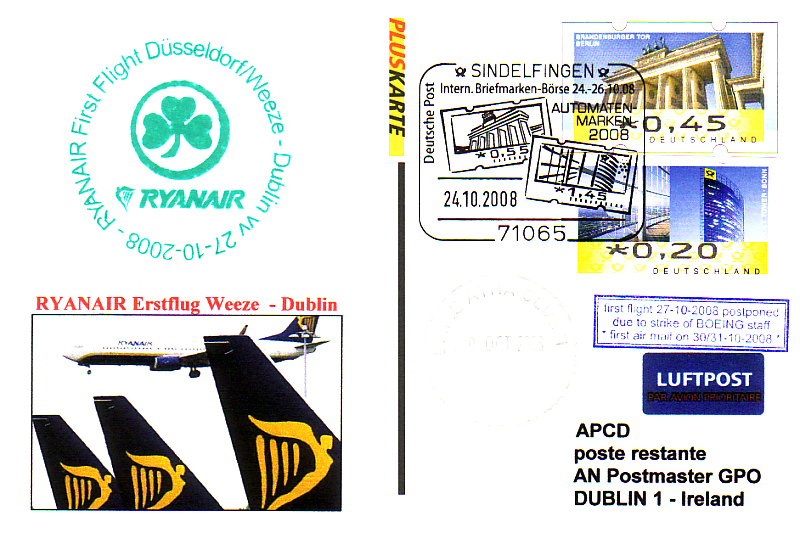 RYANAIR First Flight Düsseldorf/Weeze - Dublin vv 27-10-2008 -
RYANAIR
RYANAIR Erstflug Weeze - Dublin
RYANAIR
PLUSKARTE
BRANDENBURGER TOR
BERLIN
*0,45
DEUTSCHLAND
SINDELFINGEN
Intern. Briefmarken-Börse 24.-26.10.08
Deutsche Post
AUTOMATEN-
MARKEN
2008
*0,55
*1,45
24.10.2008
71065
*0,20
DEUTSCHLAND
first flight 27-10-2008 postponed
due to strike of BOEING staff
* first air mail on 30/31-10-2008 *
LUFTPOST
PAR AVION PRIORITAIRE
APCD
poste restante
AN Postmaster GPO
DUBLIN 1 - Ireland